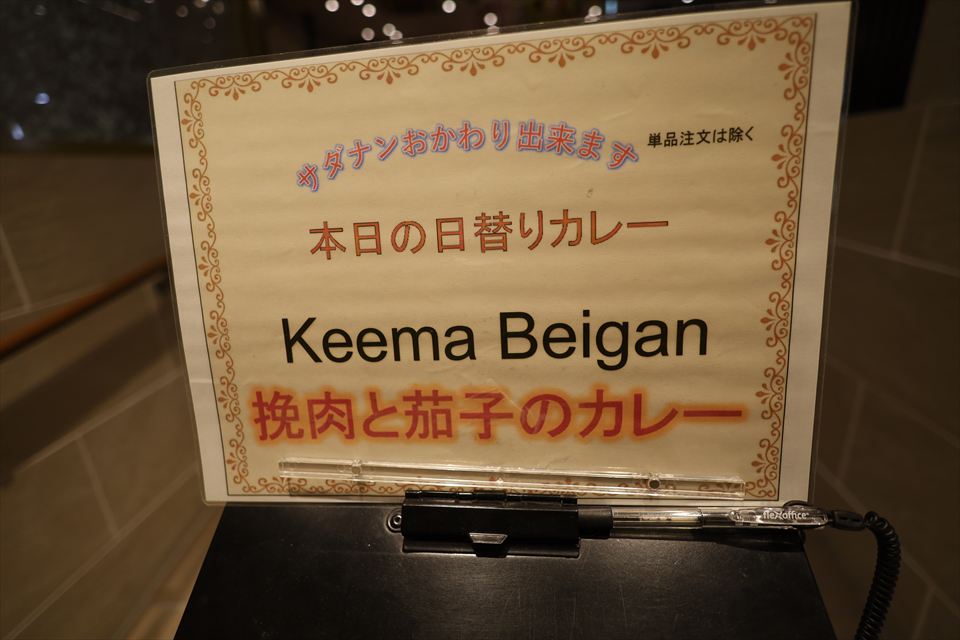 サダナンおかわり出来ます 単品注文は除く
本日の日替りカレー
Keema Beigan
挽肉と茄子のカレー
flexoffice